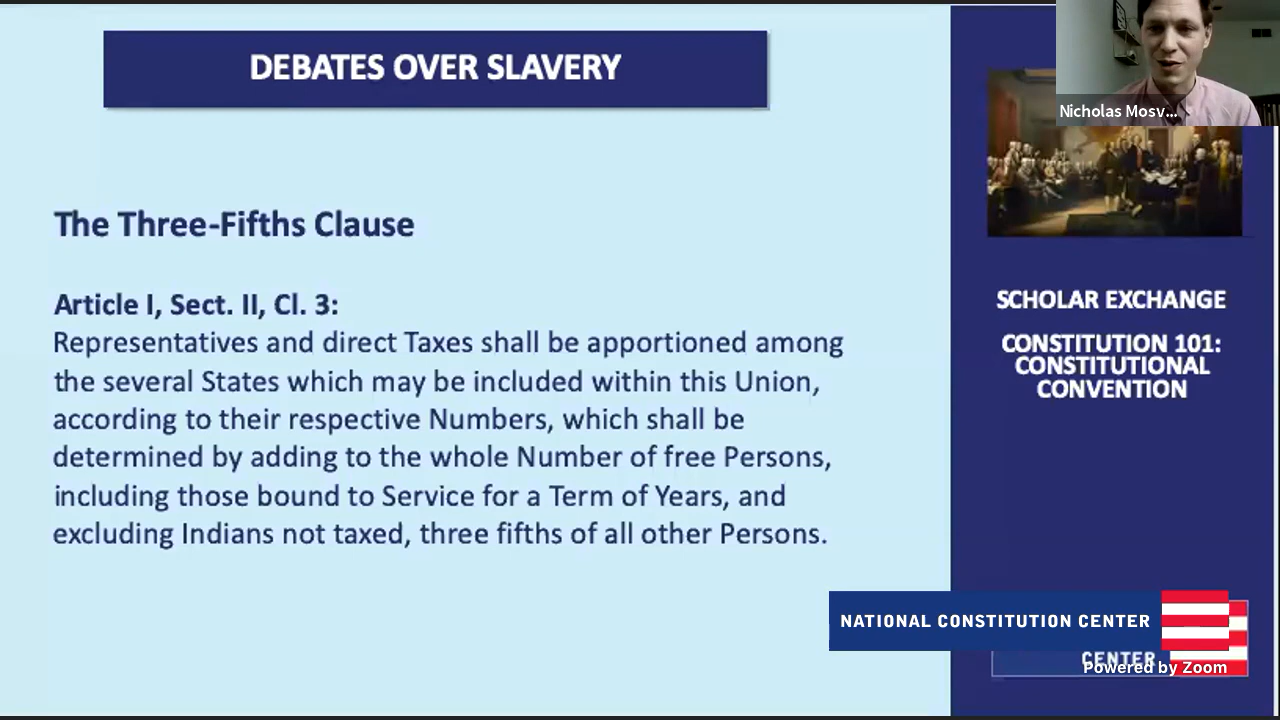 DEBATES OVER SLAVERY
The Three-Fifths Clause
Article I, Sect. II, Cl. 3:
Representatives and direct Taxes shall be apportioned among
the several States which may be included within this Union,
according to their respective Numbers, which shall be
determined by adding to the whole Number of free Persons,
including those bound to Service for a Term of Years, and
excluding Indians not taxed, three fifths of all other Persons.
Nicholas Mosv...
SCHOLAR EXCHANGE
CONSTITUTION 101:
CONSTITUTIONAL
CONVENTION
NATIONAL CONSTITUTION CENTER
CENTER
Powered by Zoom